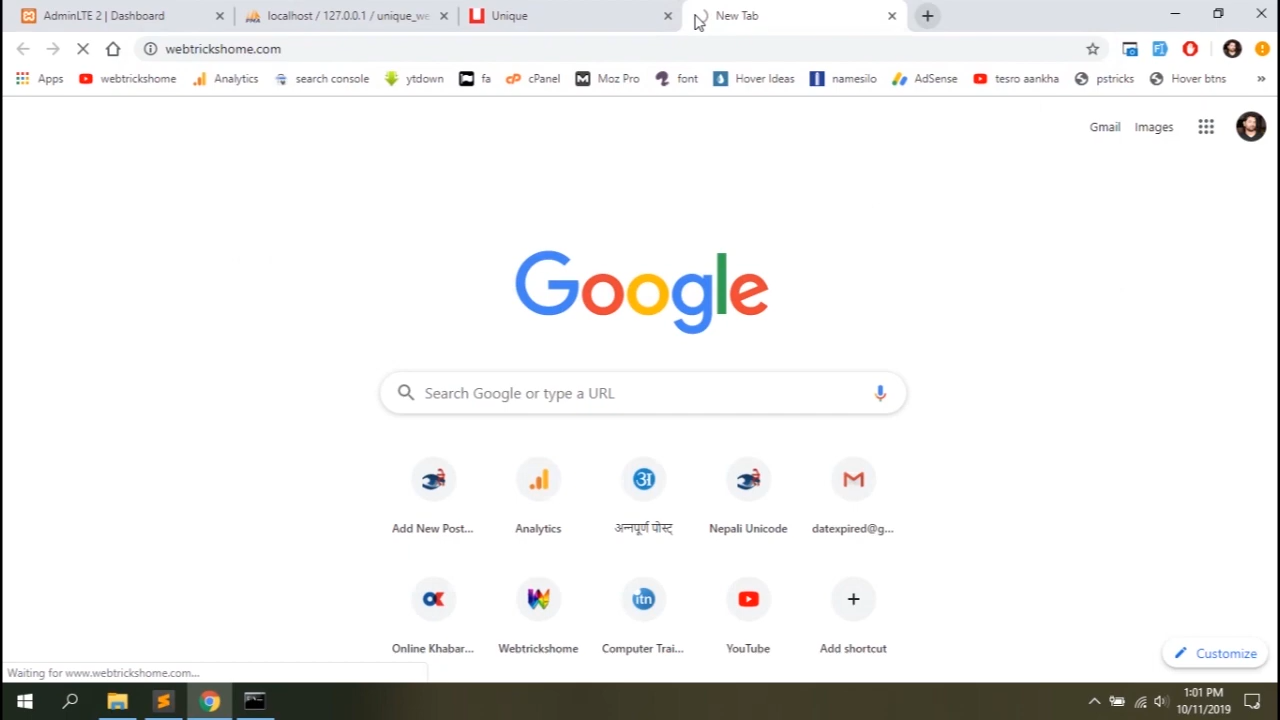 AdminLTE 2 | Dashboard
localhost / 127.0.0.1 / unique_we
Unique
New Tab
webtrickshome.com
Apps
webtrickshome
Analytics
search console
ytdown
fa
cPanel
Moz Pro
font
Hover Ideas
namesilo
AdSense
tesro aankha
pstricks
Hover btns
»
Gmail
Images
Google
Search Google or type a URL
Add New Post...
Analytics
अन्नपूर्ण पोस्ट्
Nepali Unicode
datexpired@g...
Online Khabar...
Webtrickshome
Computer Trai...
YouTube
Add shortcut
Customize
Waiting for www.webtrickshome.com...
1:01 PM
10/11/2019